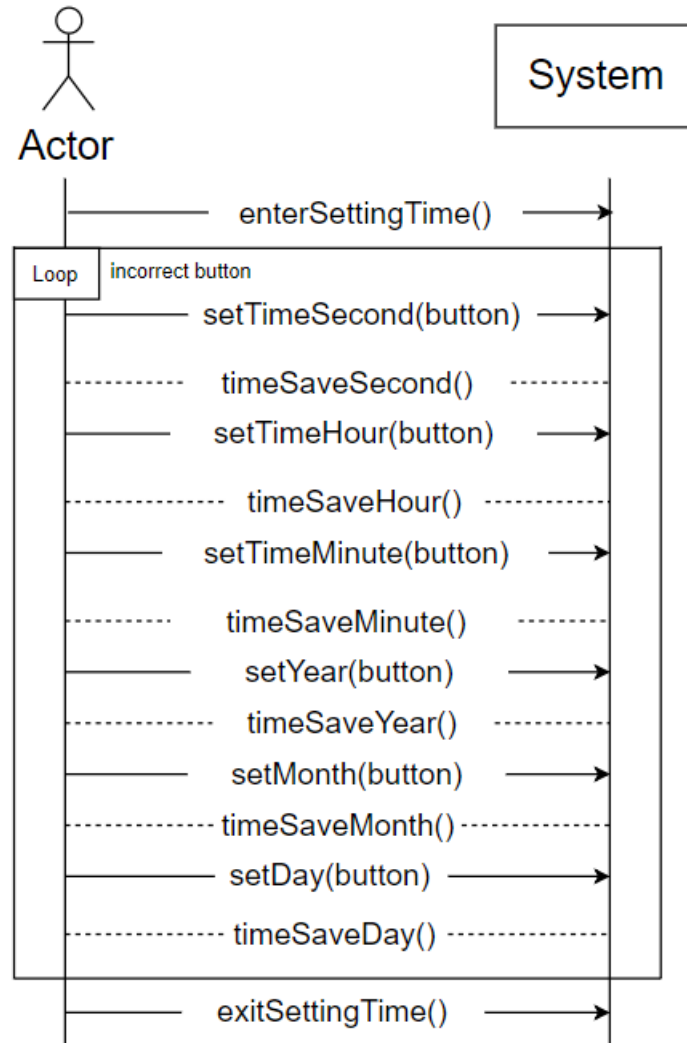 System
Actor
enterSettingTime()
Loop
incorrect button
setTimeSecond(button)
timeSaveSecond()
setTimeHour(button)
timeSaveHour()
setTimeMinute(button)
timeSaveMinute()
setYear(button)
timeSaveYear()
setMonth(button)
timeSaveMonth()
setDay(button)
timeSaveDay()
exitSettingTime()